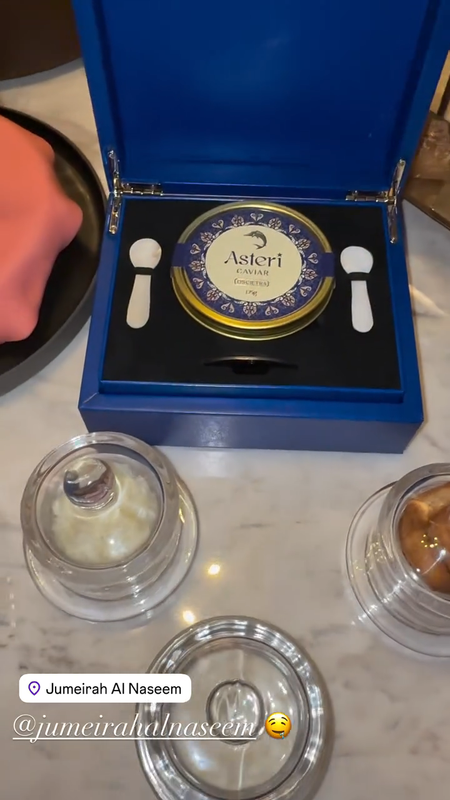 Asteri
CAVIAR
(OSCIETRA)
Jumeirah Al Naseem
@jumeirahalnaseem 🤤